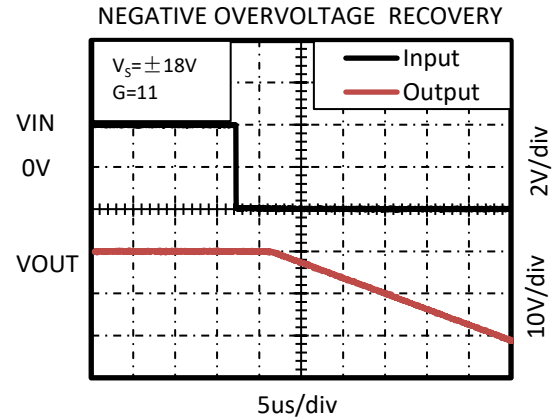 NEGATIVE OVERVOLTAGE RECOVERY
VS=±18V
G=11
Input
Output
VIN
0V
2V/div
VOUT
10V/div
5us/div